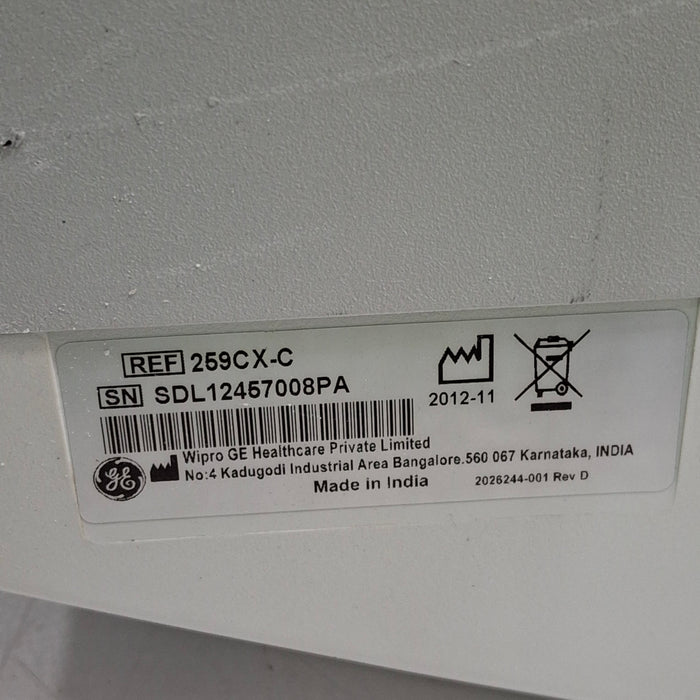 REF 259CX-C
SN SDL12457008PA
2012-11
Wipro GE Healthcare Private Limited
No:4 Kadugodi Industrial Area Bangalore.560 067 Karnataka, INDIA
GE
Made in India
2026244-001 Rev D